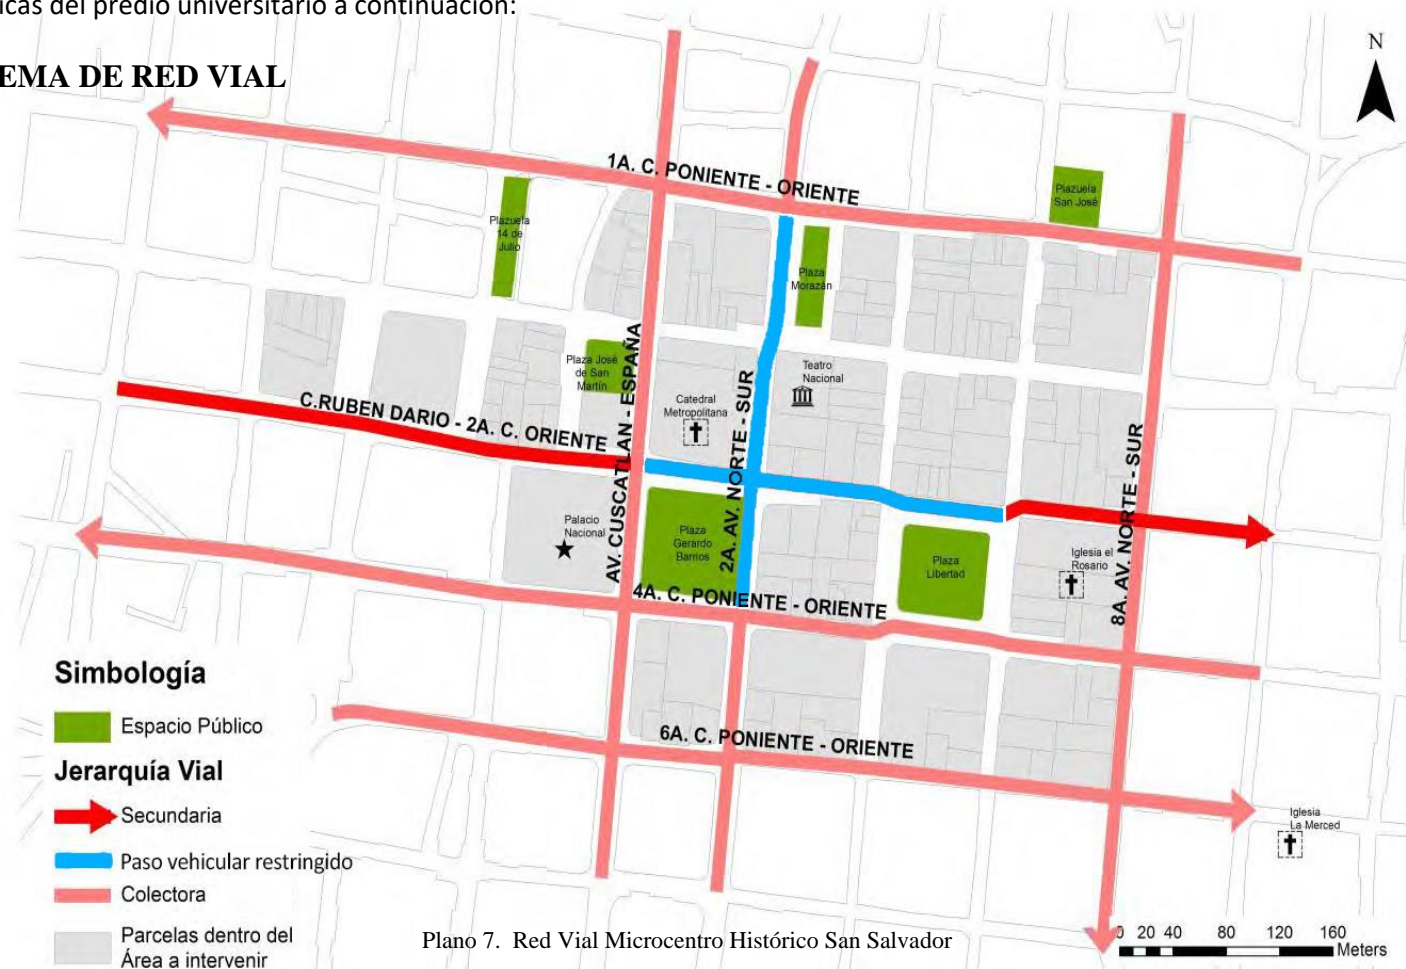 icas del predio universitario a continuación:
N
EMA DE RED VIAL
1A. C. PONIENTE - ORIENTE
Plazuela
San José
Plazuela
14 de
Julio
Plaza
Morazán
Plaza José
de San
Martín
AV. CUSCATLAN - ESPAÑA
Teatro
Nacional
Catedral
Metropolitana
2A. AV. NORTE - SUR
C.RUBEN DARIO - 2A. C. ORIENTE
8A. AV. NORTE - SUR
Palacio
Nacional
Plaza
Gerardo
Barrios
Plaza
Libertad
Iglesia el
Rosario
4A. C. PONIENTE - ORIENTE
6A. C. PONIENTE - ORIENTE
Iglesia
La Merced
Simbología
Espacio Público
Jerarquía Vial
Secundaria
Paso vehicular restringido
Colectora
Parcelas dentro del
Área a intervenir
Plano 7. Red Vial Microcentro Histórico San Salvador
0 20 40 80 120 160
Meters